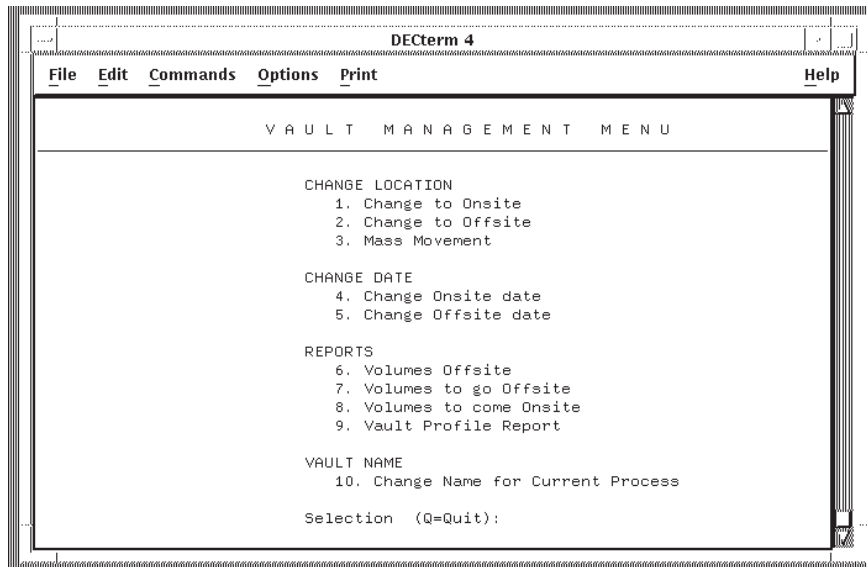 DECterm 4
File Edit Commands Options Print Help
VAULT MANAGEMENT MENU
CHANGE LOCATION
1. Change to Onsite
2. Change to Offsite
3. Mass Movement
CHANGE DATE
4. Change Onsite date
5. Change Offsite date
REPORTS
6. Volumes Offsite
7. Volumes to go Offsite
8. Volumes to come Onsite
9. Vault Profile Report
VAULT NAME
10. Change Name for Current Process
Selection (Q=Quit):